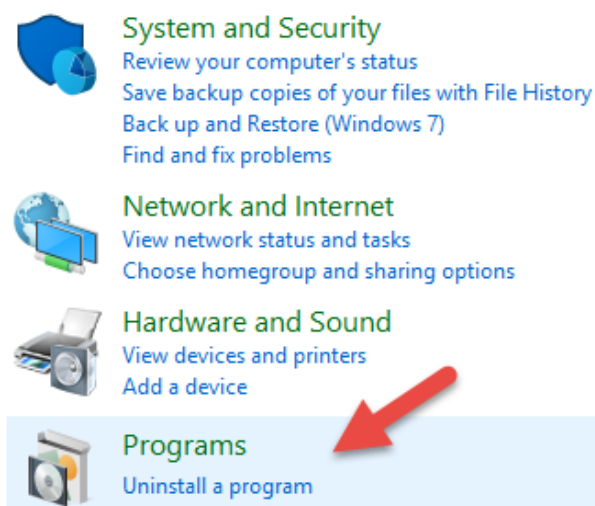 System and Security
Review your computer's status
Save backup copies of your files with File History
Back up and Restore (Windows 7)
Find and fix problems
Network and Internet
View network status and tasks
Choose homegroup and sharing options
Hardware and Sound
View devices and printers
Add a device
Programs
Uninstall a program